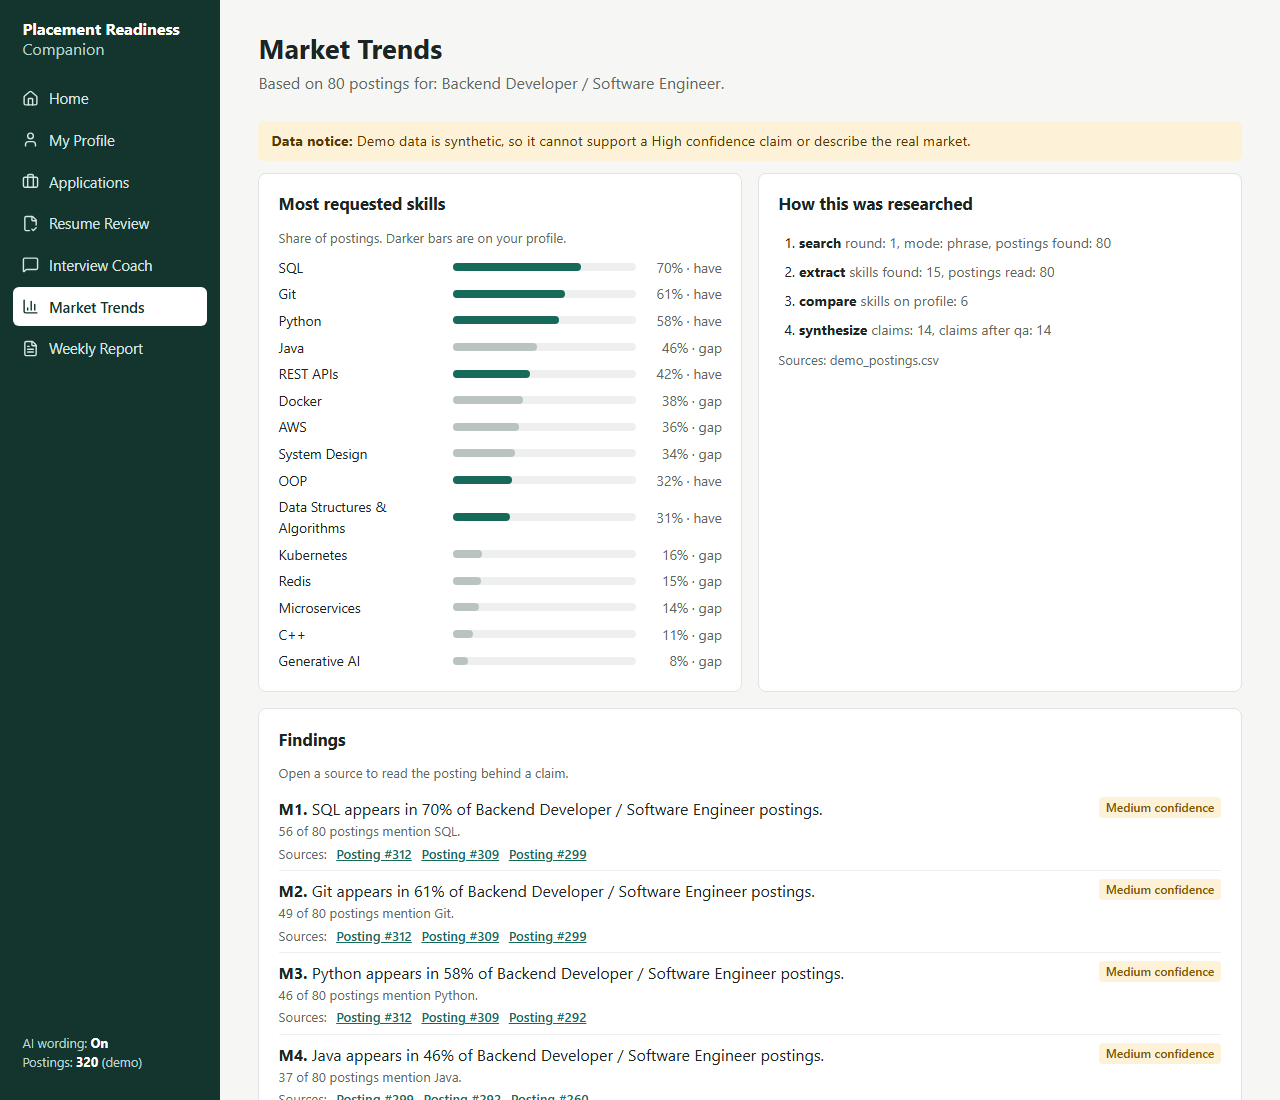 Placement Readiness
Companion
Home
My Profile
Applications
Resume Review
Interview Coach
Market Trends
Weekly Report
AI wording: On
Postings: 320 (demo)
Market Trends
Based on 80 postings for: Backend Developer / Software Engineer.
Data notice: Demo data is synthetic, so it cannot support a High confidence claim or describe the real market.
Most requested skills
Share of postings. Darker bars are on your profile.
SQL 70% · have
Git 61% · have
Python 58% · have
Java 46% · gap
REST APIs 42% · have
Docker 38% · gap
AWS 36% · gap
System Design 34% · gap
OOP 32% · have
Data Structures &
Algorithms 31% · have
Kubernetes 16% · gap
Redis 15% · gap
Microservices 14% · gap
C++ 11% · gap
Generative AI 8% · gap
How this was researched
1. search round: 1, mode: phrase, postings found: 80
2. extract skills found: 15, postings read: 80
3. compare skills on profile: 6
4. synthesize claims: 14, claims after qa: 14
Sources: demo_postings.csv
Findings
Open a source to read the posting behind a claim.
M1. SQL appears in 70% of Backend Developer / Software Engineer postings. Medium confidence
56 of 80 postings mention SQL.
Sources: Posting #312 Posting #309 Posting #299
M2. Git appears in 61% of Backend Developer / Software Engineer postings. Medium confidence
49 of 80 postings mention Git.
Sources: Posting #312 Posting #309 Posting #299
M3. Python appears in 58% of Backend Developer / Software Engineer postings. Medium confidence
46 of 80 postings mention Python.
Sources: Posting #312 Posting #309 Posting #292
M4. Java appears in 46% of Backend Developer / Software Engineer postings. Medium confidence
37 of 80 postings mention Java.
Sources: Posting #299 Posting #292 Posting #260